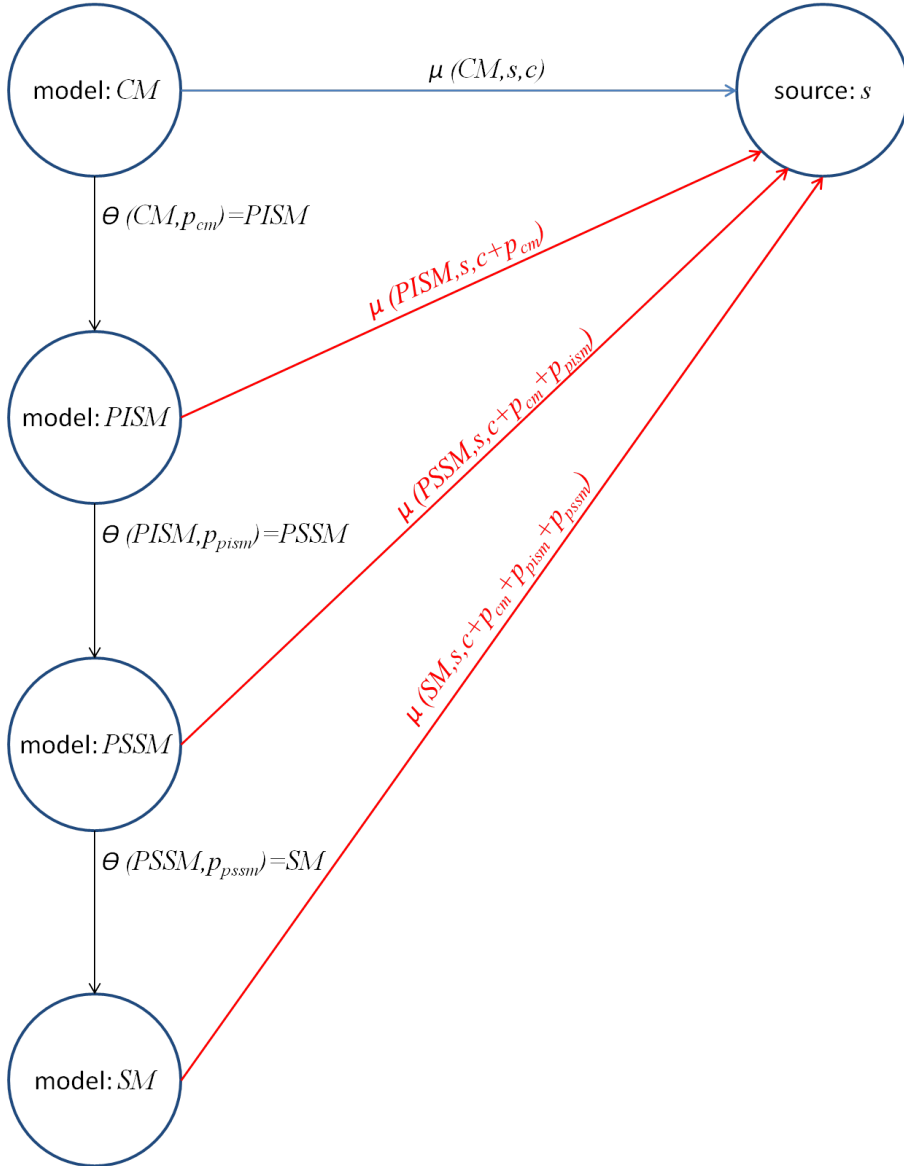 model: CM
μ (CM,s,c)
source: s
ϴ (CM,p_cm)=PISM
μ (PISM,s,c+p_cm)
model: PISM
μ (PSSM,s,c+p_cm+p_pism)
ϴ (PISM,p_pism)=PSSM
μ (SM,s,c+p_cm+p_pism+p_pssm)
model: PSSM
ϴ (PSSM,p_pssm)=SM
model: SM